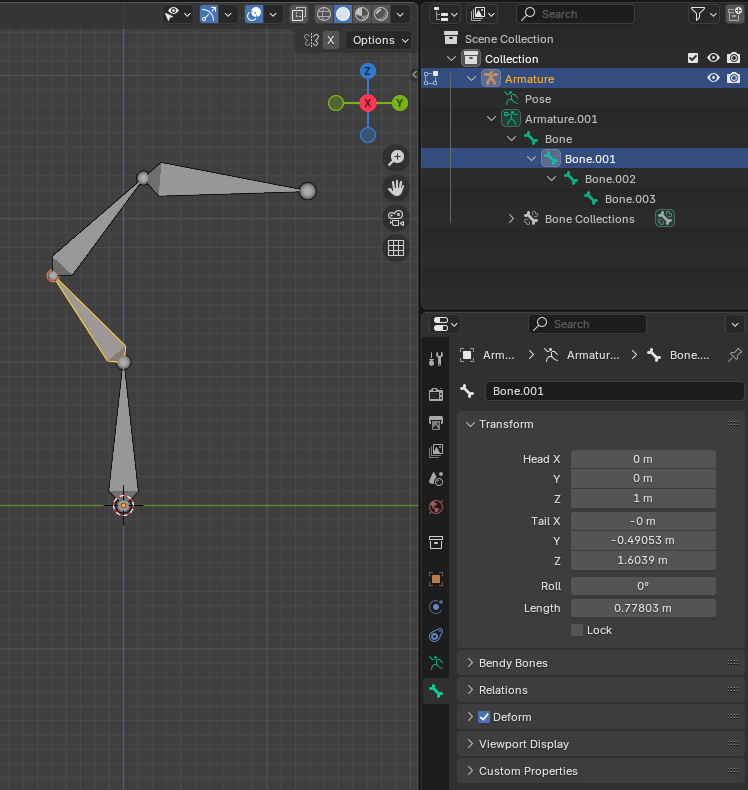 X
Options
Z
X
Y
Search
Scene Collection
Collection
Armature
Pose
Armature.001
Bone
Bone.001
Bone.002
Bone.003
Bone Collections
Search
Arm...
Armatur...
Bone....
Bone.001
Transform
Head X 0 m
Y 0 m
Z 1 m
Tail X -0 m
Y -0.49053 m
Z 1.6039 m
Roll 0°
Length 0.77803 m
Lock
Bendy Bones
Relations
Deform
Viewport Display
Custom Properties